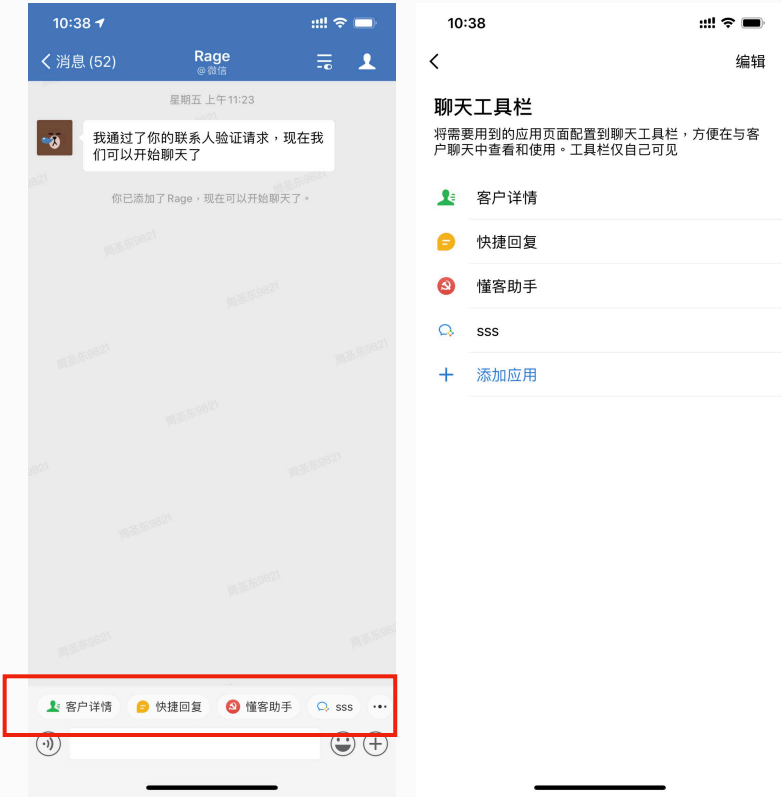 10:38
消息 (52)
Rage
@微信
星期五 上午11:23
我通过了你的联系人验证请求,现在我
们可以开始聊天了
你已添加了Rage,现在可以开始聊天了。
客户详情
快捷回复
懂客助手
sss
10:38
编辑
聊天工具栏
将需要用到的应用页面配置到聊天工具栏,方便在与客
户聊天中查看和使用。工具栏仅自己可见
客户详情
快捷回复
懂客助手
sss
添加应用